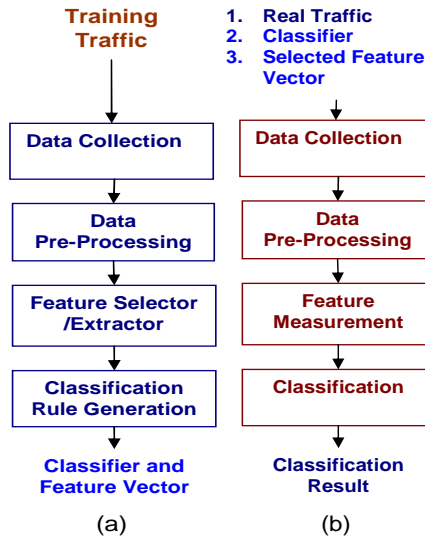 Training
Traffic
Data Collection
Data
Pre-Processing
Feature Selector
/Extractor
Classification
Rule Generation
Classifier and
Feature Vector
(a)
1. Real Traffic
2. Classifier
3. Selected Feature
Vector
Data Collection
Data
Pre-Processing
Feature
Measurement
Classification
Classification
Result
(b)